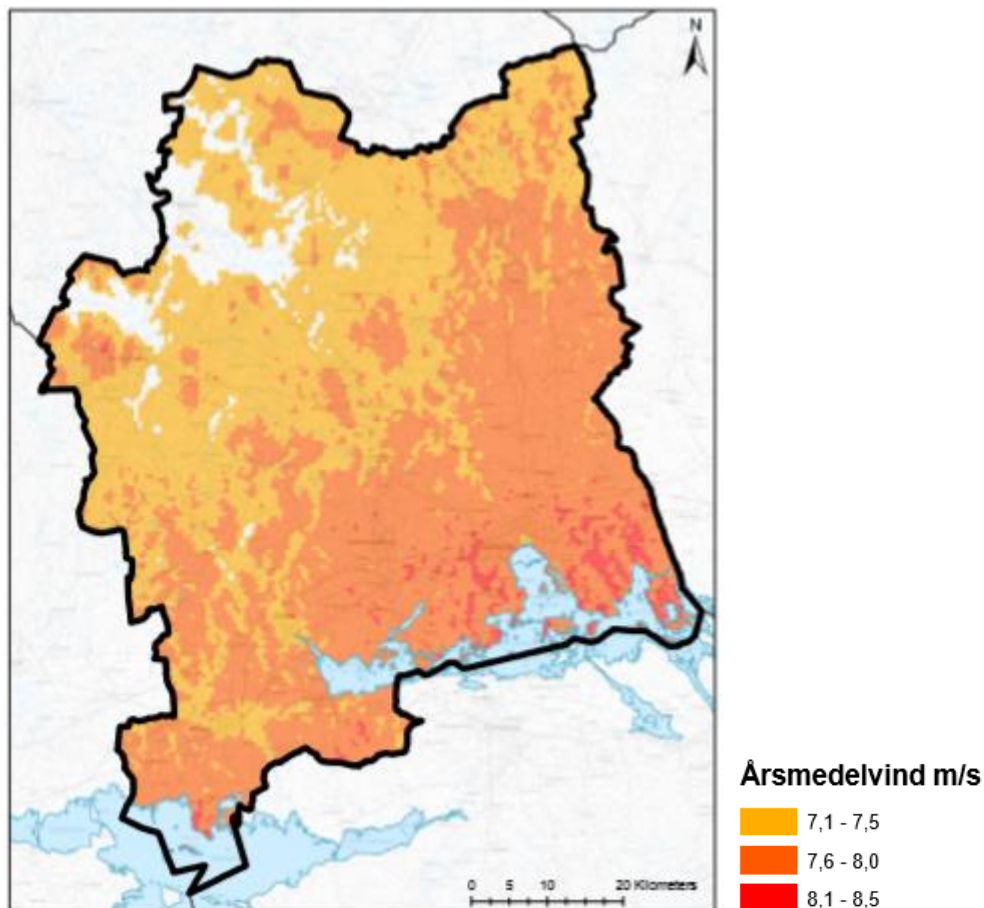 N
0 5 10 20 Kilometers
Årsmedelvind m/s
7,1 - 7,5
7,6 - 8,0
8,1 - 8,5